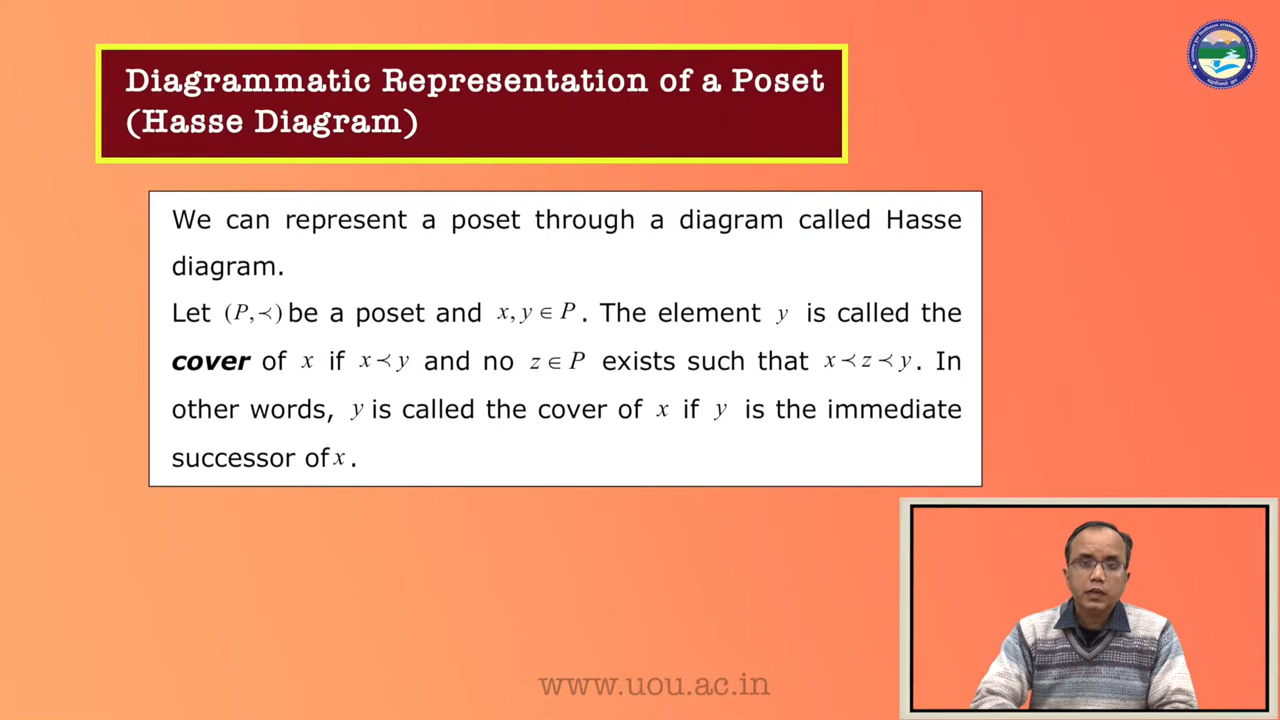 Diagrammatic Representation of a Poset
(Hasse Diagram)
We can represent a poset through a diagram called Hasse
diagram.
Let (P,≺) be a poset and x, y ∈ P. The element y is called the
cover of x if x ≺ y and no z ∈ P exists such that x ≺ z ≺ y. In
other words, y is called the cover of x if y is the immediate
successor of x.
www.uou.ac.in